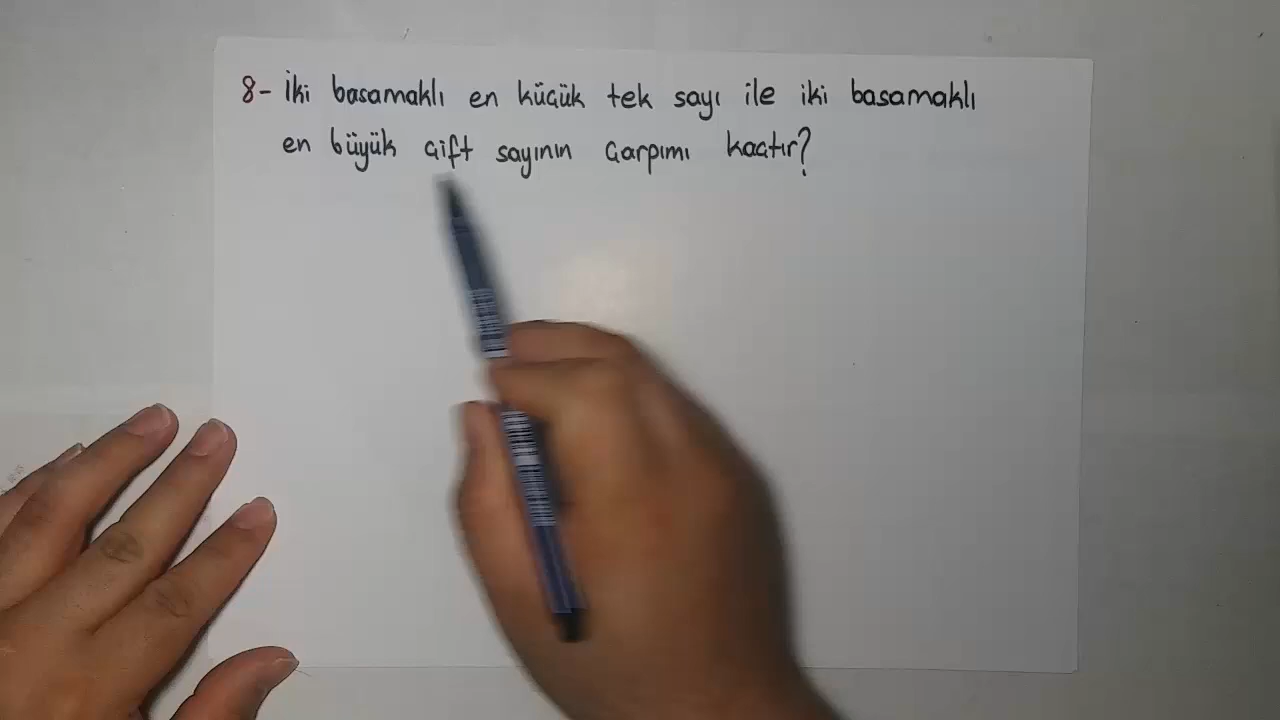 8- İki basamaklı en küçük tek sayı ile iki basamaklı
en büyük çift sayının çarpımı kaçtır?